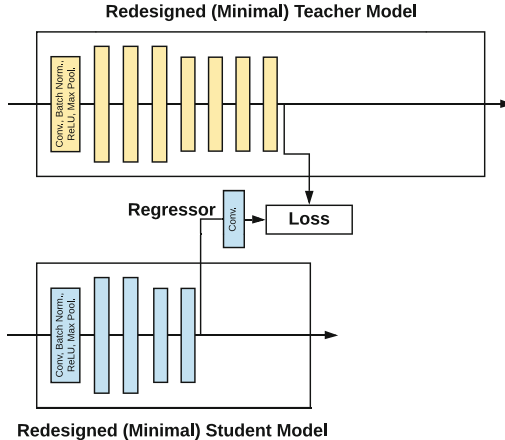 Redesigned (Minimal) Teacher Model
Conv., Batch Norm.,
ReLU, Max Pool.
Regressor
Conv.
Loss
Conv, Batch Norm.,
ReLU, Max Pool.
Redesigned (Minimal) Student Model